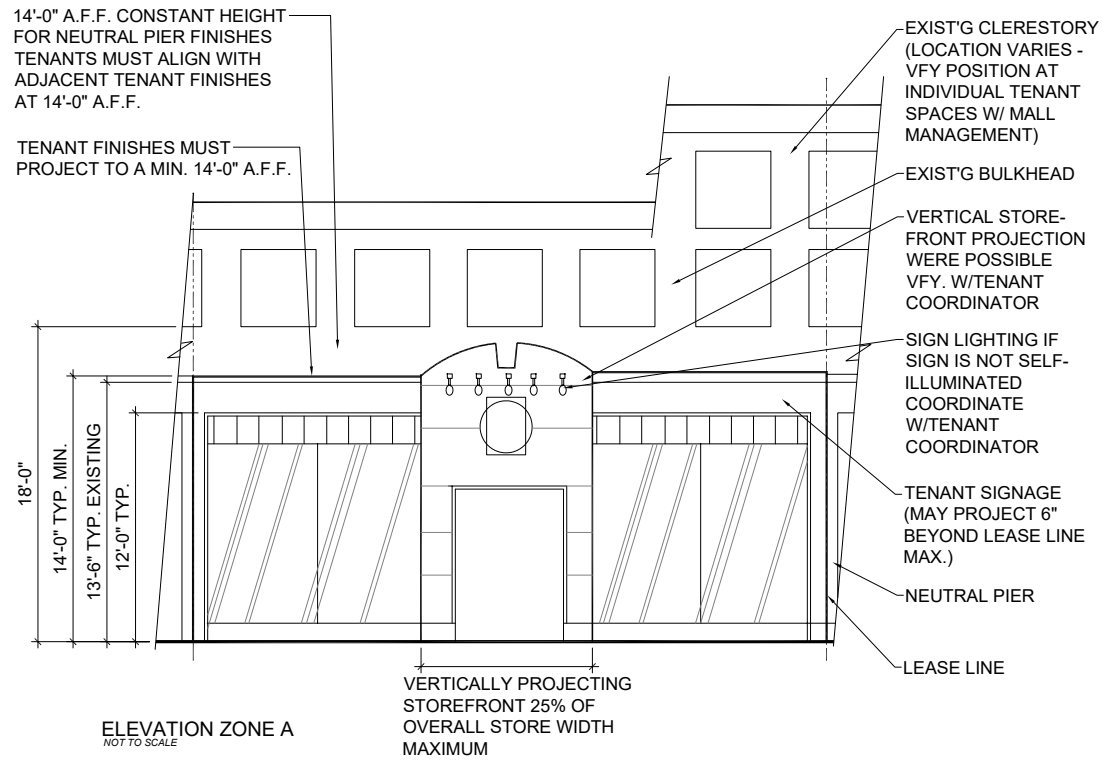 14'-0" A.F.F. CONSTANT HEIGHT
FOR NEUTRAL PIER FINISHES
TENANTS MUST ALIGN WITH
ADJACENT TENANT FINISHES
AT 14'-0" A.F.F.
TENANT FINISHES MUST
PROJECT TO A MIN. 14'-0" A.F.F.
EXIST'G CLERESTORY
(LOCATION VARIES -
VFY POSITION AT
INDIVIDUAL TENANT
SPACES W/ MALL
MANAGEMENT)
EXIST'G BULKHEAD
VERTICAL STORE-
FRONT PROJECTION
WERE POSSIBLE
VFY. W/TENANT
COORDINATOR
SIGN LIGHTING IF
SIGN IS NOT SELF-
ILLUMINATED
COORDINATE
W/TENANT
COORDINATOR
TENANT SIGNAGE
(MAY PROJECT 6"
BEYOND LEASE LINE
MAX.)
NEUTRAL PIER
LEASE LINE
18'-0"
14'-0" TYP. MIN.
13'-6" TYP. EXISTING
12'-0" TYP.
VERTICALLY PROJECTING
STOREFRONT 25% OF
OVERALL STORE WIDTH
MAXIMUM
ELEVATION ZONE A
NOT TO SCALE